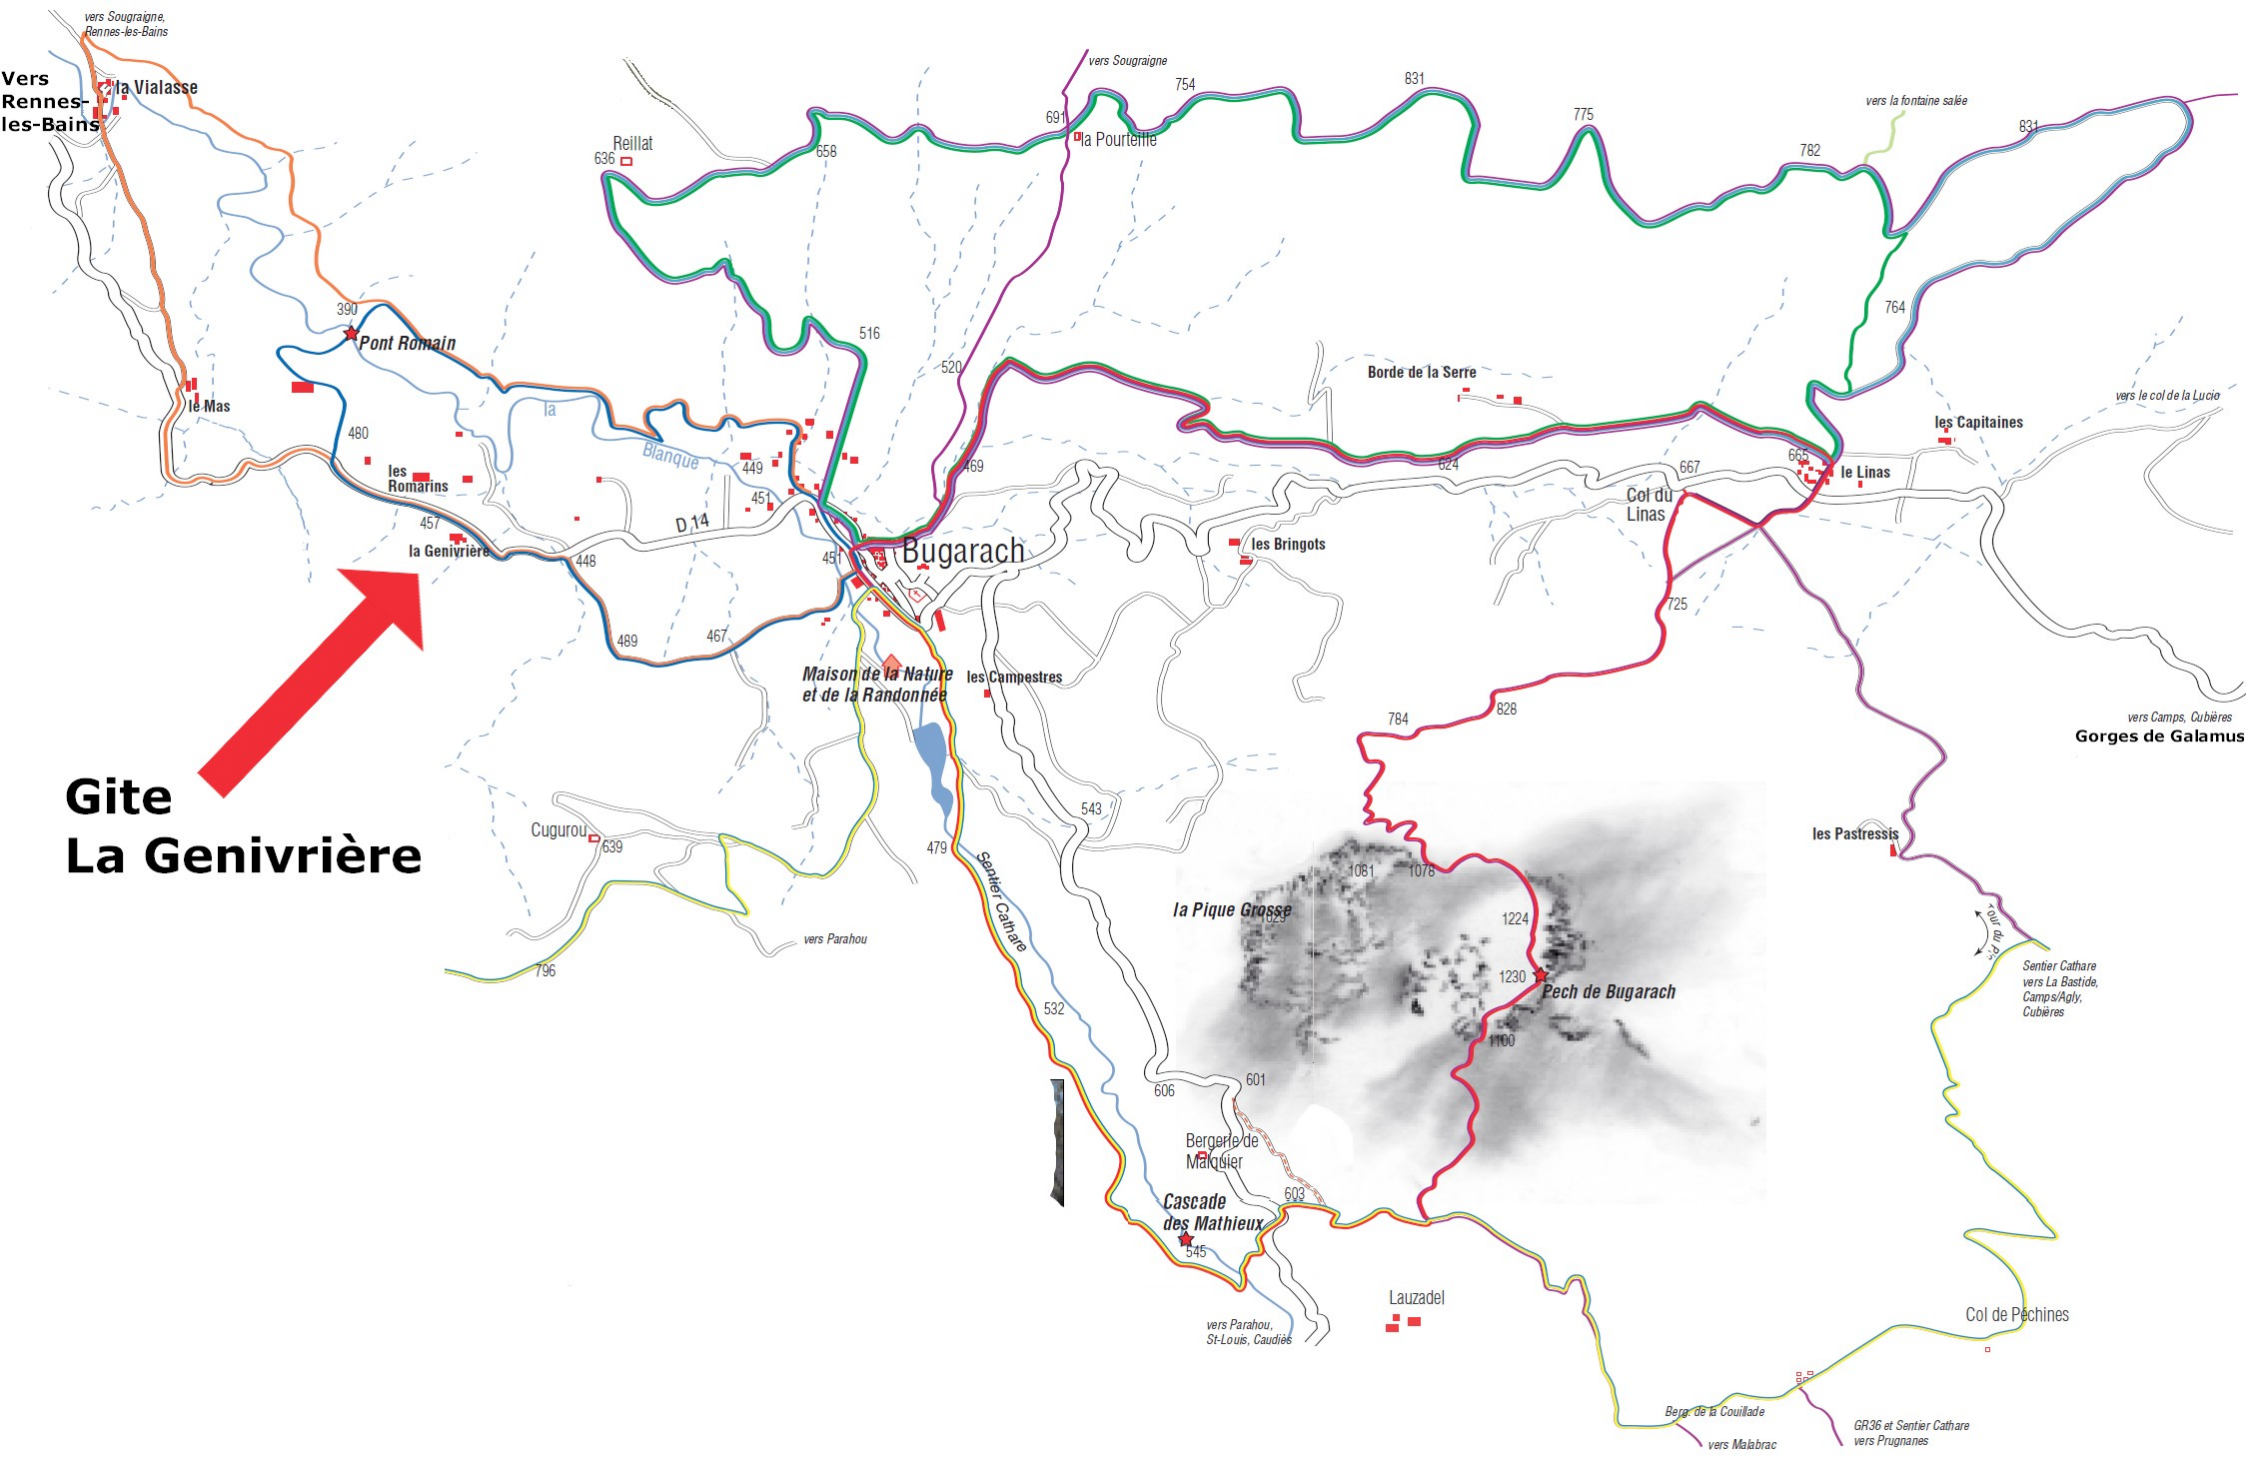 vers Sougraigne,
Rennes-les-Bains
Vers
Rennes-
les-Bains
la Vialasse
vers Sougraigne
754
831
775
vers la fontaine salée
831
691
la Pourteille
Reillat
636
658
782
390
Pont Romain
516
764
520
Borde de la Serre
vers le col de la Lucio
le Mas
la
les Capitaines
480
Blanque
449
469
624
667
665
le Linas
les
Romarins
451
Col du
Linas
457
D 14
la Genivrière
448
451
Bugarach
les Bringots
725
489
467
Maison de la Nature
et de la Randonnée
les Campestres
784
828
vers Camps, Cubières
Gorges de Galamus
Gite
La Genivrière
543
Cugurou
639
479
les Pastressis
Sentier Cathare
1081
1078
la Pique Grosse
1029
1224
vers Parahou
796
Tour du P.
1230
Pech de Bugarach
Sentier Cathare
vers La Bastide,
Camps/Agly,
Cubières
532
1100
606
601
Bergerie de
Malquier
603
Cascade
des Mathieux
545
Lauzadel
vers Parahou,
St-Louis, Caudiès
Col de Péchines
Berg. de la Couillade
vers Malabrac
GR36 et Sentier Cathare
vers Prugnanes